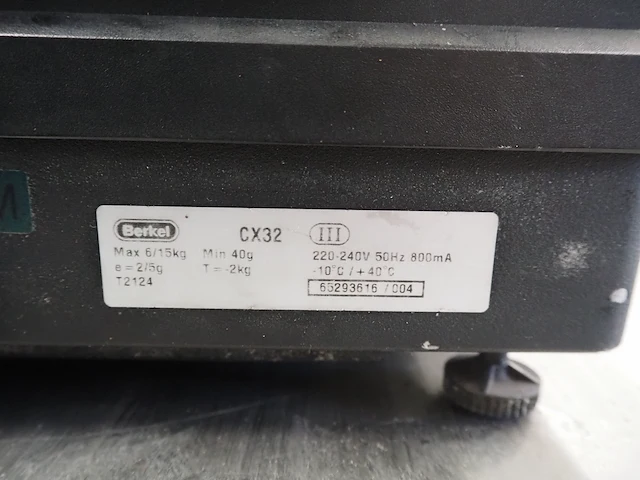 Berkel CX32 III
Max 6/15kg Min 40g 220-240V 50Hz 800mA
e = 2/5g T = -2kg -10°C / +40°C
T2124 65293616 / 004
M